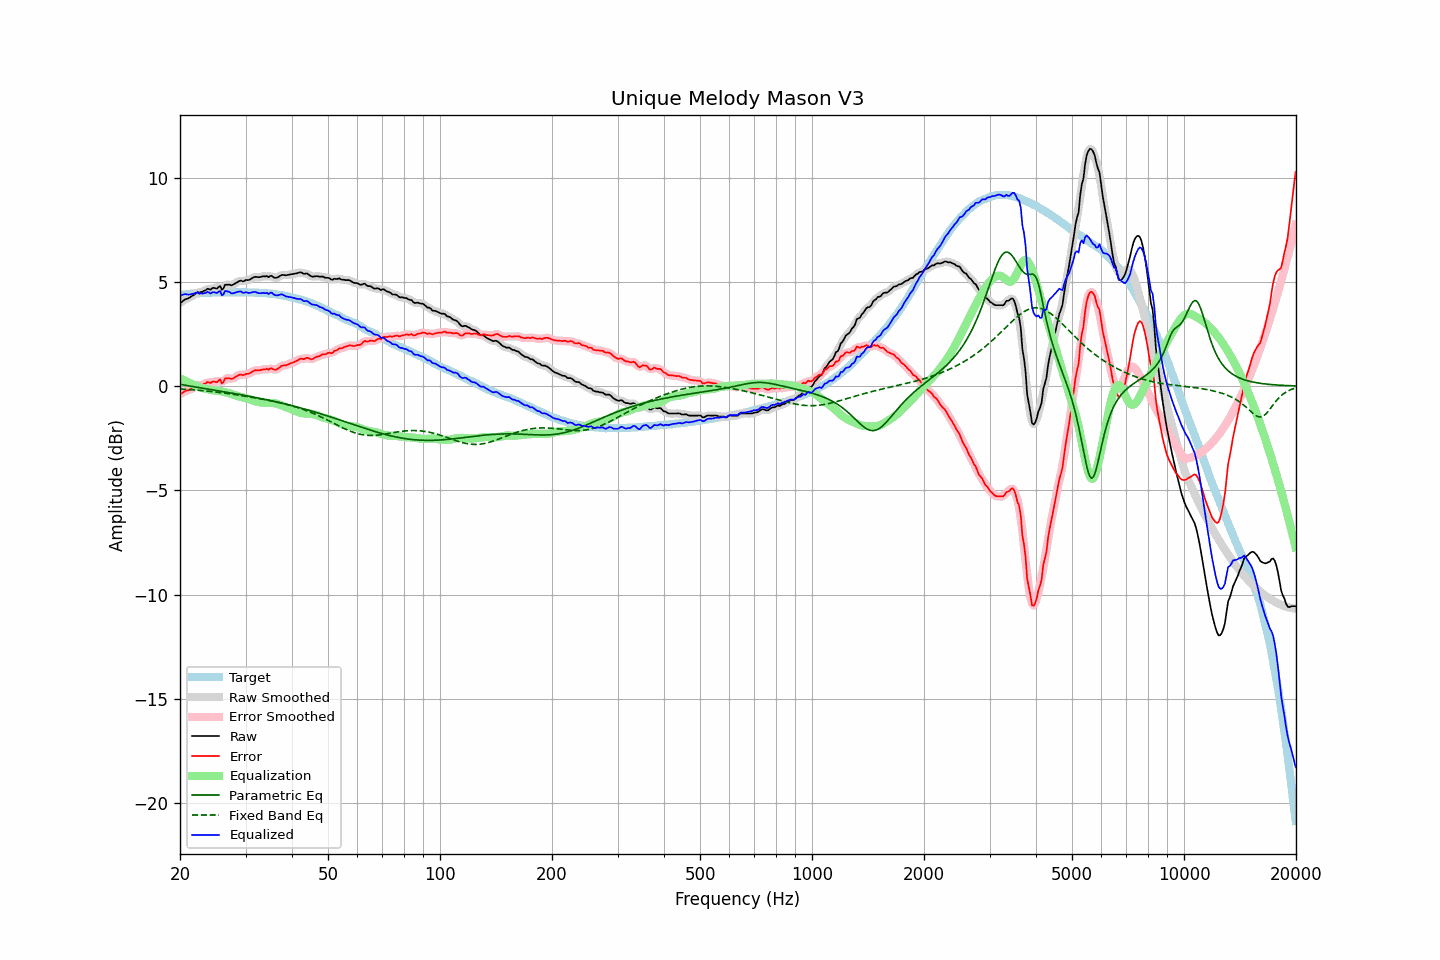 Unique Melody Mason V3
Amplitude (dBr)
10
5
0
−5
−10
−15
−20
Target
Raw Smoothed
Error Smoothed
Raw
Error
Equalization
Parametric Eq
Fixed Band Eq
Equalized
20 50 100 200 500 1000 2000 5000 10000 20000
Frequency (Hz)